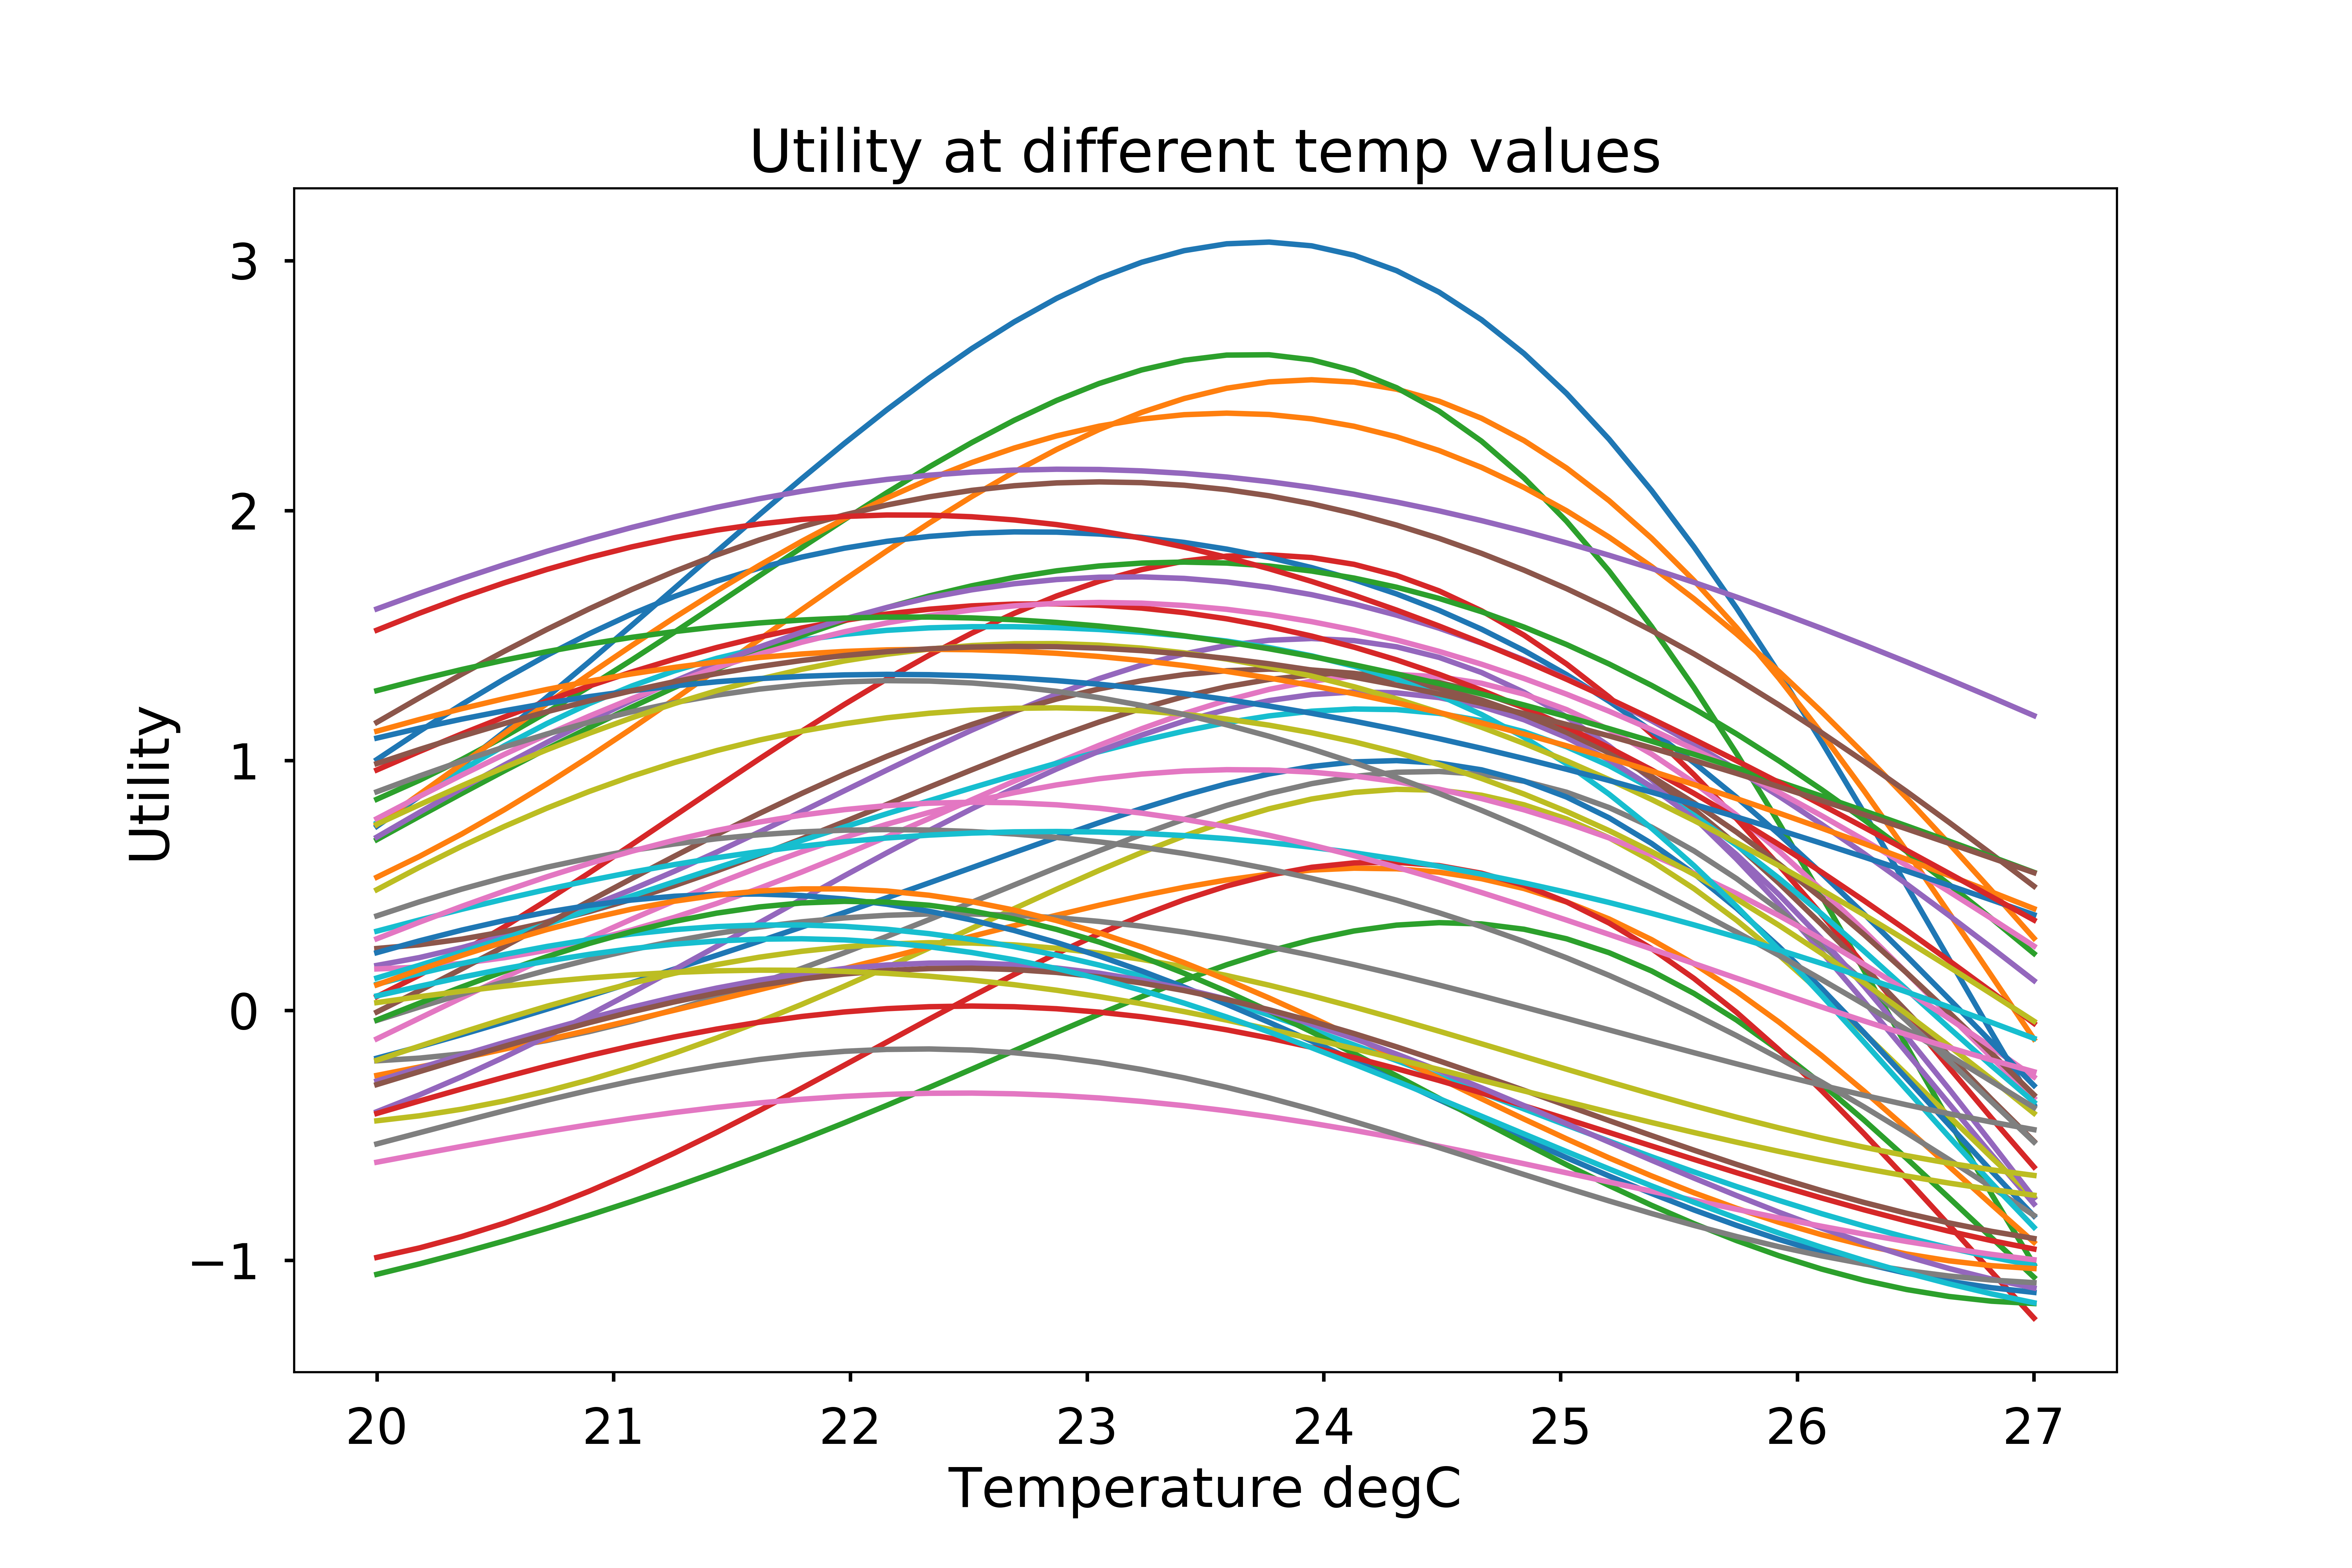 Utility at different temp values
Utility
3
2
1
0
−1
20 21 22 23 24 25 26 27
Temperature degC